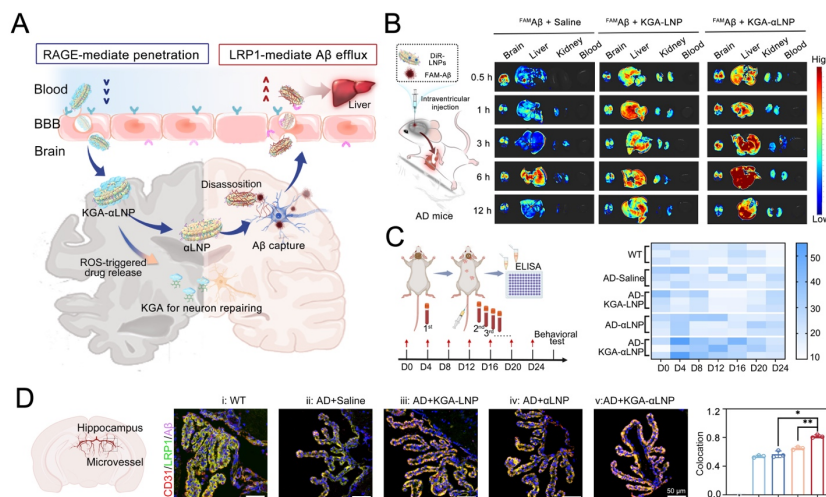 A
RAGE-mediate penetration
LRP1-mediate Aβ efflux
Blood
BBB
Brain
Liver
KGA-αLNP
Disassosition
αLNP
Aβ capture
ROS-triggered
drug release
KGA for neuron repairing
B
DiR-
LNPs
FAM-Aβ
Intraventricular
injection
AD mice
FAMAβ + Saline
FAMAβ + KGA-LNP
FAMAβ + KGA-αLNP
Brain Liver Kidney Blood
Brain Liver Kidney Blood
Brain Liver Kidney Blood
0.5 h
1 h
3 h
6 h
12 h
High
Low
C
ELISA
1st
2nd
3rd
......
Behavioral
test
D0 D4 D8 D12 D16 D20 D24
WT
AD-Saline
AD-
KGA-LNP
AD-αLNP
AD-
KGA-αLNP
D0 D4 D8 D12 D16 D20 D24
50
40
30
20
10
D
Hippocampus
Microvessel
CD31/LRP1/Aβ
i: WT
ii: AD+Saline
iii: AD+KGA-LNP
iv: AD+αLNP
v:AD+KGA-αLNP
50 μm
Colocation
1.2
0.8
0.4
0.0
*
**